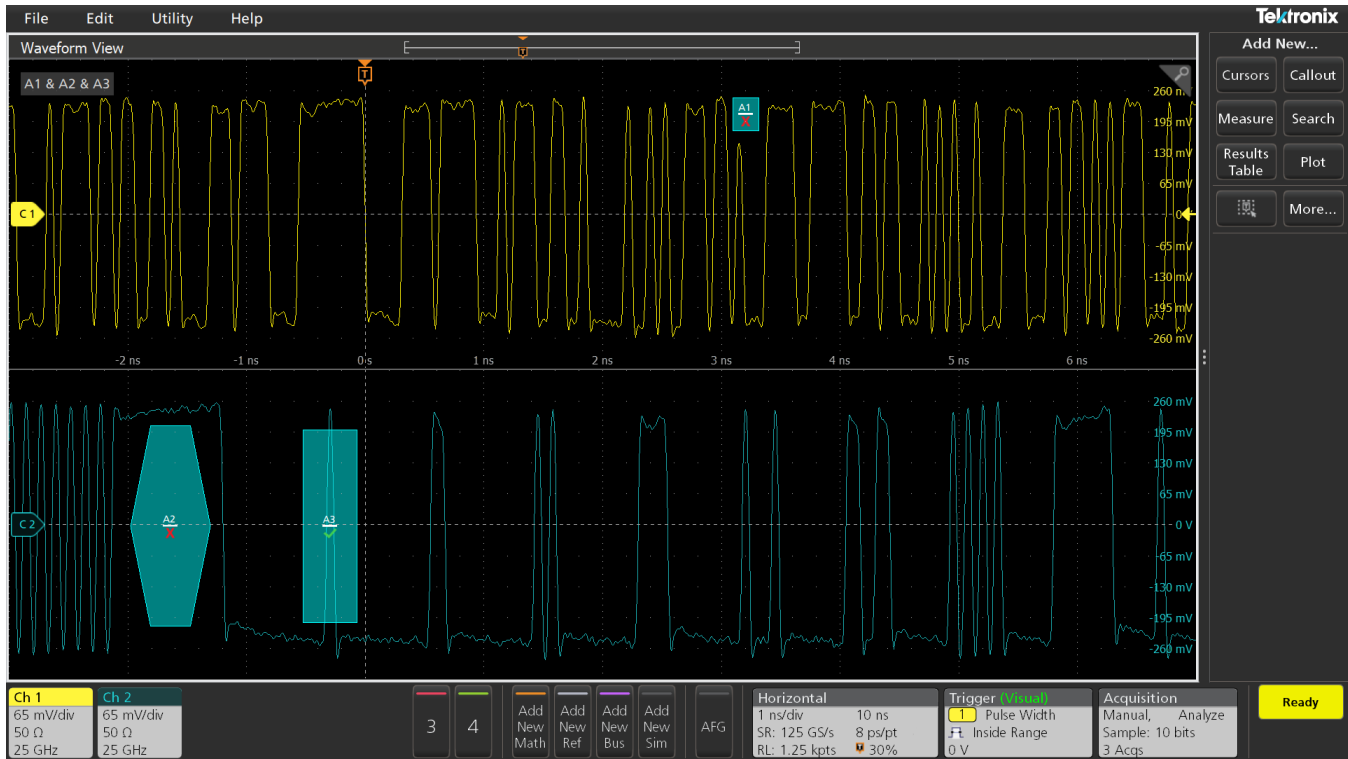 File Edit Utility Help
Tektronix
Waveform View
Add New...
A1 & A2 & A3
T
T
Cursors Callout
Measure Search
Results Table Plot
More...
A1
X
195 mV
130 mV
65 mV
0
-65 mV
-130 mV
-195 mV
-260 mV
C1
-2 ns -1 ns 0 s 1 ns 2 ns 3 ns 4 ns 5 ns 6 ns
260 mV
195 mV
130 mV
65 mV
0 V
-65 mV
-130 mV
-195 mV
-260 mV
C2
A2
X
A3
Ch 1
65 mV/div
50 Ω
25 GHz
Ch 2
65 mV/div
50 Ω
25 GHz
3
4
Add New Math
Add New Ref
Add New Bus
Add New Sim
AFG
Horizontal
1 ns/div 10 ns
SR: 125 GS/s 8 ps/pt
RL: 1.25 kpts 30%
Trigger (Visual)
1 Pulse Width
Inside Range
0 V
Acquisition
Manual, Analyze
Sample: 10 bits
3 Acqs
Ready